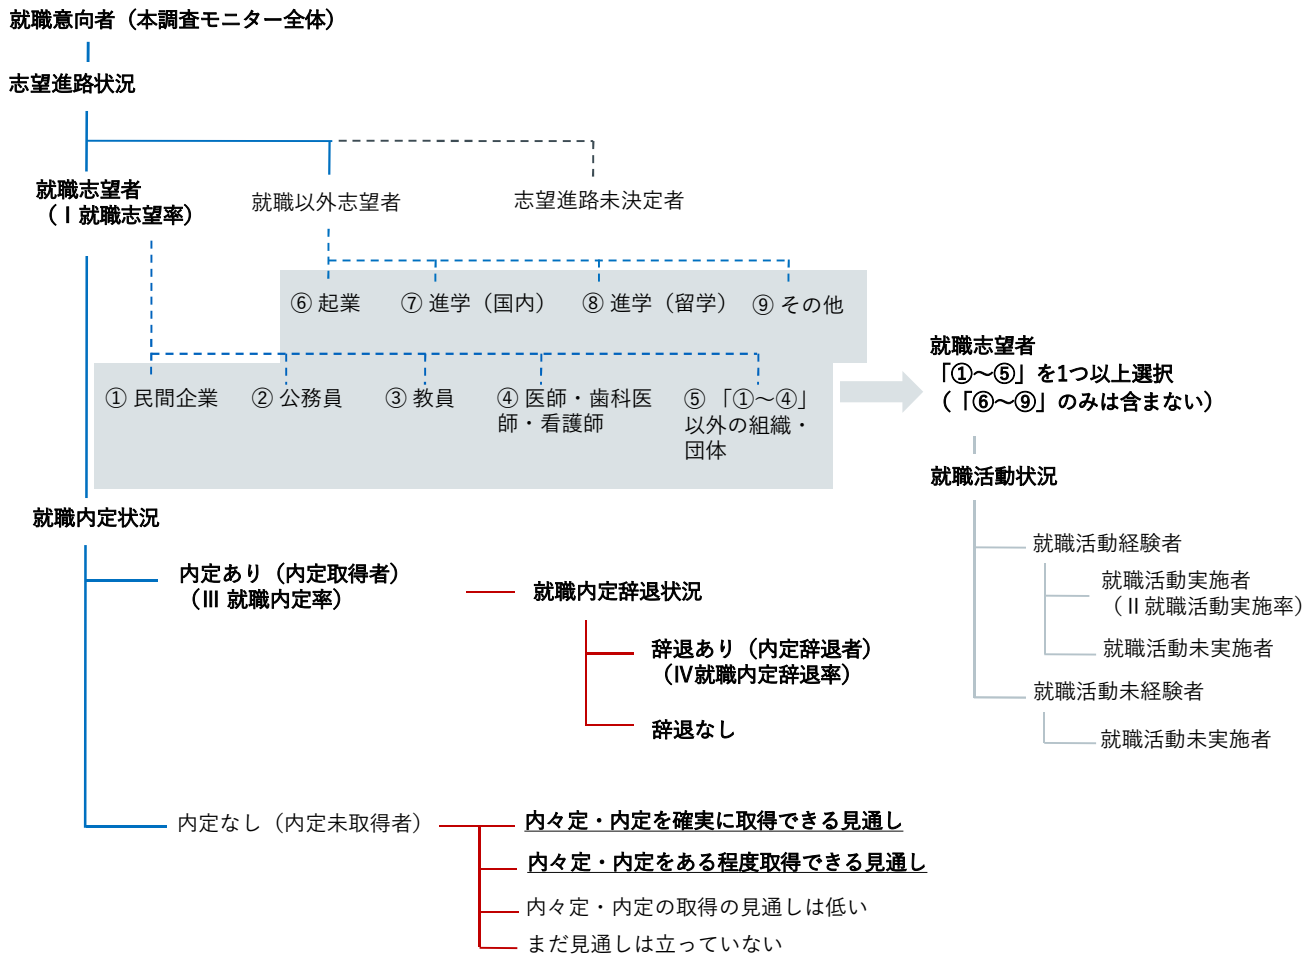 就職意向者（本調査モニター全体）
志望進路状況
就職志望者
（Ⅰ就職志望率）
就職以外志望者
志望進路未決定者
⑥ 起業
⑦ 進学（国内）
⑧ 進学（留学）
⑨ その他
① 民間企業
② 公務員
③ 教員
④ 医師・歯科医
師・看護師
⑤ 「①～④」
以外の組織・
団体
就職志望者
「①～⑤」を1つ以上選択
（「⑥～⑨」のみは含まない）
就職活動状況
就職活動経験者
就職活動実施者
（Ⅱ就職活動実施率）
就職活動未実施者
就職活動未経験者
就職活動未実施者
就職内定状況
内定あり（内定取得者）
（Ⅲ 就職内定率）
就職内定辞退状況
辞退あり（内定辞退者）
（Ⅳ就職内定辞退率）
辞退なし
内定なし（内定未取得者）
内々定・内定を確実に取得できる見通し
内々定・内定をある程度取得できる見通し
内々定・内定の取得の見通しは低い
まだ見通しは立っていない